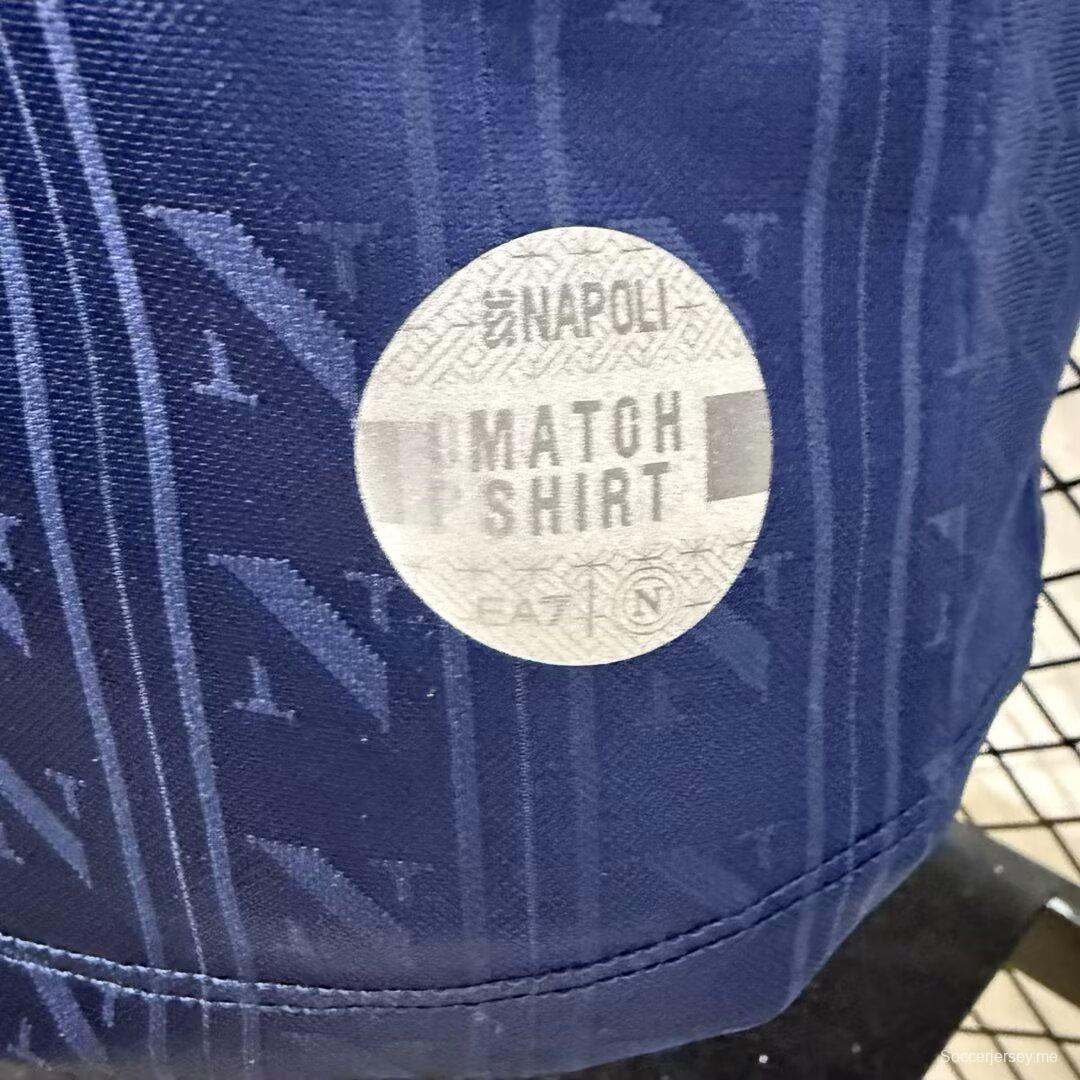 SSC NAPOLI
MATCH
SHIRT
EA7 N
Soccerjersey.me